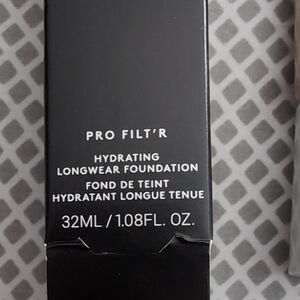 PRO FILT'R
HYDRATING
LONGWEAR FOUNDATION
FOND DE TEINT
HYDRATANT LONGUE TENUE
32ML / 1.08FL. OZ.